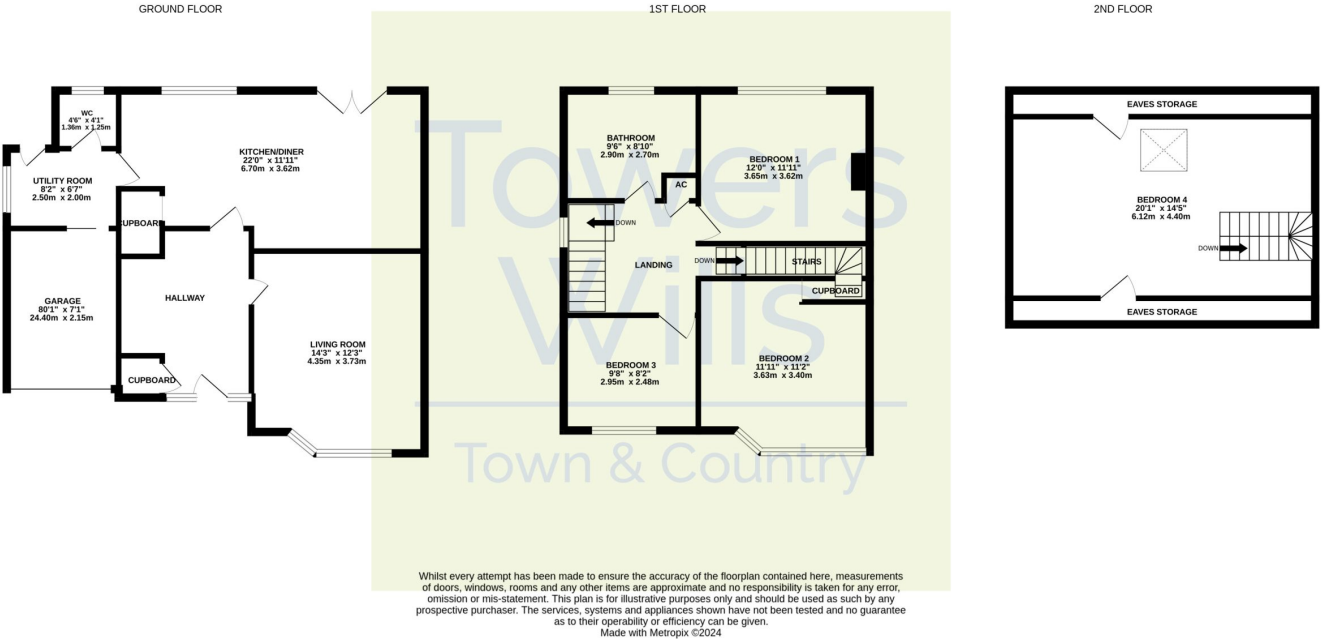 GROUND FLOOR
1ST FLOOR
2ND FLOOR
WC
4'6" x 4'1"
1.36m x 1.25m
KITCHEN/DINER
22'0" x 11'11"
6.70m x 3.62m
UTILITY ROOM
8'2" x 6'7"
2.50m x 2.00m
CUPBOARD
HALLWAY
GARAGE
80'1" x 7'1"
24.40m x 2.15m
LIVING ROOM
14'3" x 12'3"
4.35m x 3.73m
CUPBOARD
BATHROOM
9'6" x 8'10"
2.90m x 2.70m
BEDROOM 1
12'0" x 11'11"
3.65m x 3.62m
AC
DOWN
LANDING
DOWN
STAIRS
CUPBOARD
BEDROOM 3
9'8" x 8'2"
2.95m x 2.48m
BEDROOM 2
11'11" x 11'2"
3.63m x 3.40m
EAVES STORAGE
BEDROOM 4
20'1" x 14'5"
6.12m x 4.40m
DOWN
EAVES STORAGE
Towers
Wills
Town & Country
Whilst every attempt has been made to ensure the accuracy of the floorplan contained here, measurements
of doors, windows, rooms and any other items are approximate and no responsibility is taken for any error,
omission or mis-statement. This plan is for illustrative purposes only and should be used as such by any
prospective purchaser. The services, systems and appliances shown have not been tested and no guarantee
as to their operability or efficiency can be given.
Made with Metropix ©2024